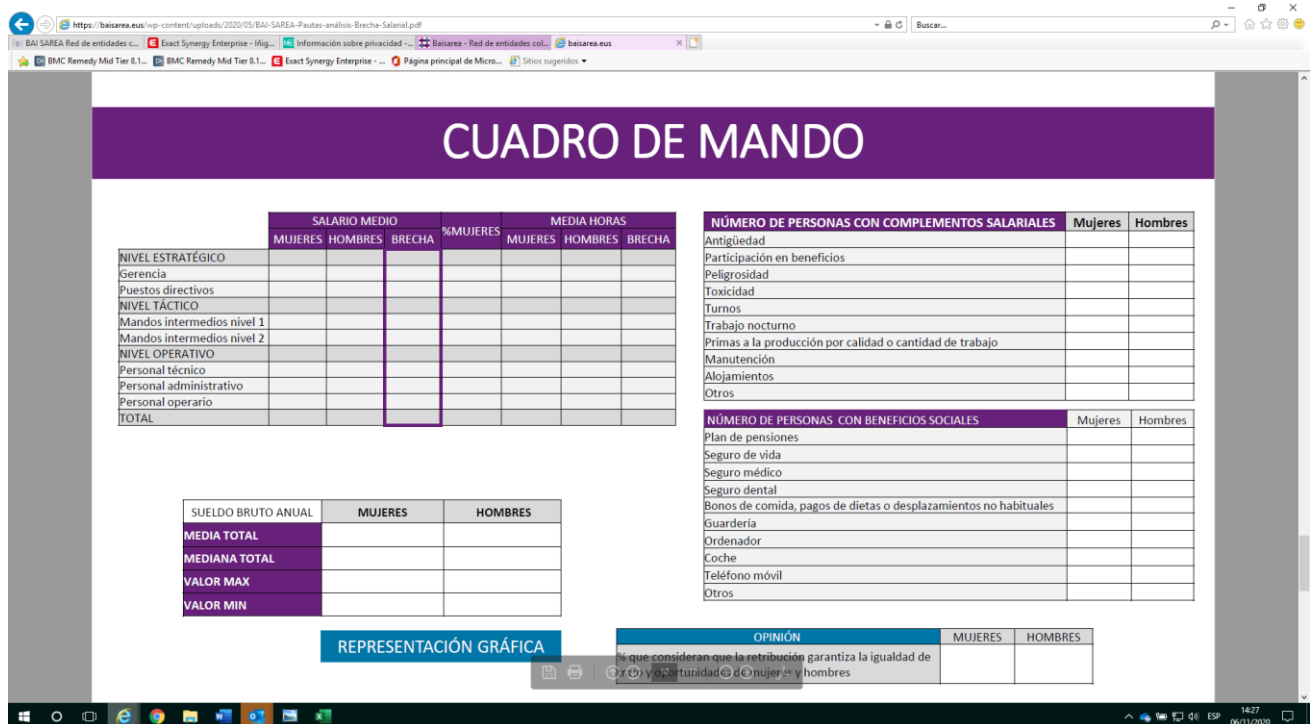 https://baisarea.eus/wp-content/uploads/2020/05/BAI-SAREA-Pautas-análisis-Brecha-Salarial.pdf
Buscar...
BAI SAREA Red de entidades c...
Exact Synergy Enterprise - Iñig...
Información sobre privacidad -...
Baisarea - Red de entidades col...
baisarea.eus
BMC Remedy Mid Tier 8.1...
BMC Remedy Mid Tier 8.1...
Exact Synergy Enterprise - ...
Página principal de Micro...
Sitios sugeridos
CUADRO DE MANDO
SALARIO MEDIO %MUJERES MEDIA HORAS
MUJERES HOMBRES BRECHA MUJERES HOMBRES BRECHA
NIVEL ESTRATÉGICO
Gerencia
Puestos directivos
NIVEL TÁCTICO
Mandos intermedios nivel 1
Mandos intermedios nivel 2
NIVEL OPERATIVO
Personal técnico
Personal administrativo
Personal operario
TOTAL
NÚMERO DE PERSONAS CON COMPLEMENTOS SALARIALES Mujeres Hombres
Antigüedad
Participación en beneficios
Peligrosidad
Toxicidad
Turnos
Trabajo nocturno
Primas a la producción por calidad o cantidad de trabajo
Manutención
Alojamientos
Otros
NÚMERO DE PERSONAS CON BENEFICIOS SOCIALES Mujeres Hombres
Plan de pensiones
Seguro de vida
Seguro médico
Seguro dental
Bonos de comida, pagos de dietas o desplazamientos no habituales
Guardería
Ordenador
Coche
Teléfono móvil
Otros
SUELDO BRUTO ANUAL MUJERES HOMBRES
MEDIA TOTAL
MEDIANA TOTAL
VALOR MAX
VALOR MIN
REPRESENTACIÓN GRÁFICA
OPINIÓN MUJERES HOMBRES
% que consideran que la retribución garantiza la igualdad de
trato y oportunidades de mujeres y hombres
ESP
14:27
06/11/2020